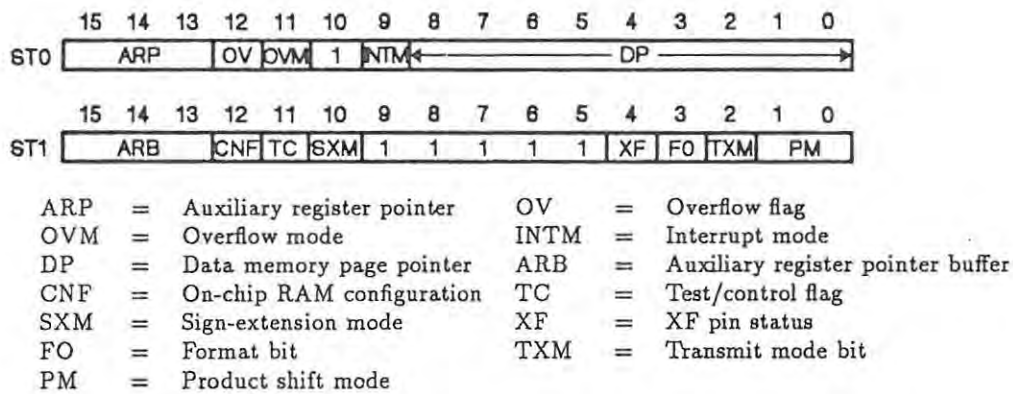 15 14 13 12 11 10 9 8 7 6 5 4 3 2 1 0
ST0 ARP OV OVM 1 INTM DP
15 14 13 12 11 10 9 8 7 6 5 4 3 2 1 0
ST1 ARB CNF TC SXM 1 1 1 1 1 XF FO TXM PM
ARP = Auxiliary register pointer OV = Overflow flag
OVM = Overflow mode INTM = Interrupt mode
DP = Data memory page pointer ARB = Auxiliary register pointer buffer
CNF = On-chip RAM configuration TC = Test/control flag
SXM = Sign-extension mode XF = XF pin status
FO = Format bit TXM = Transmit mode bit
PM = Product shift mode